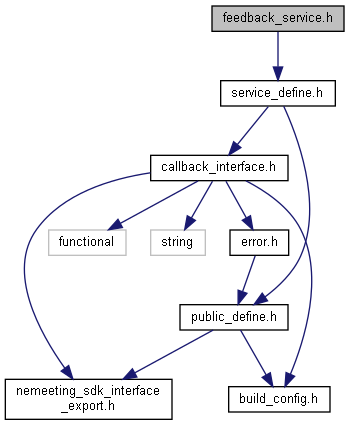 feedback_service.h
service_define.h
callback_interface.h
functional
string
error.h
public_define.h
nemeeting_sdk_interface
_export.h
build_config.h